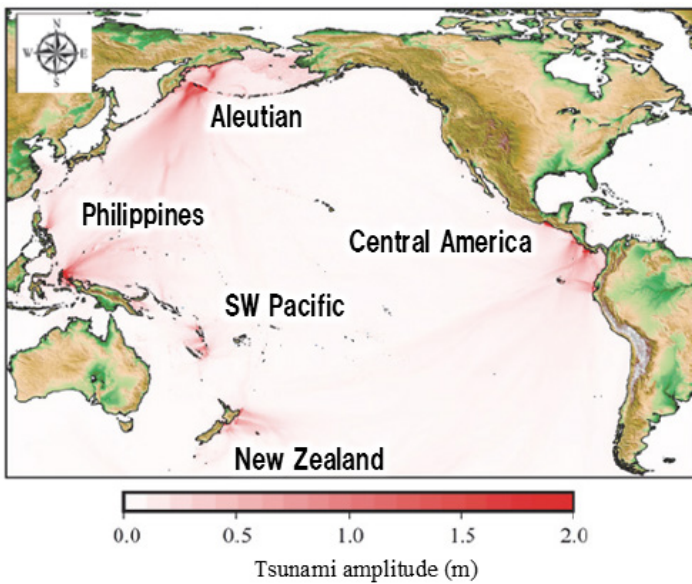 N
W E
S
Aleutian
Philippines
Central America
SW Pacific
New Zealand
0.0 0.5 1.0 1.5 2.0
Tsunami amplitude (m)